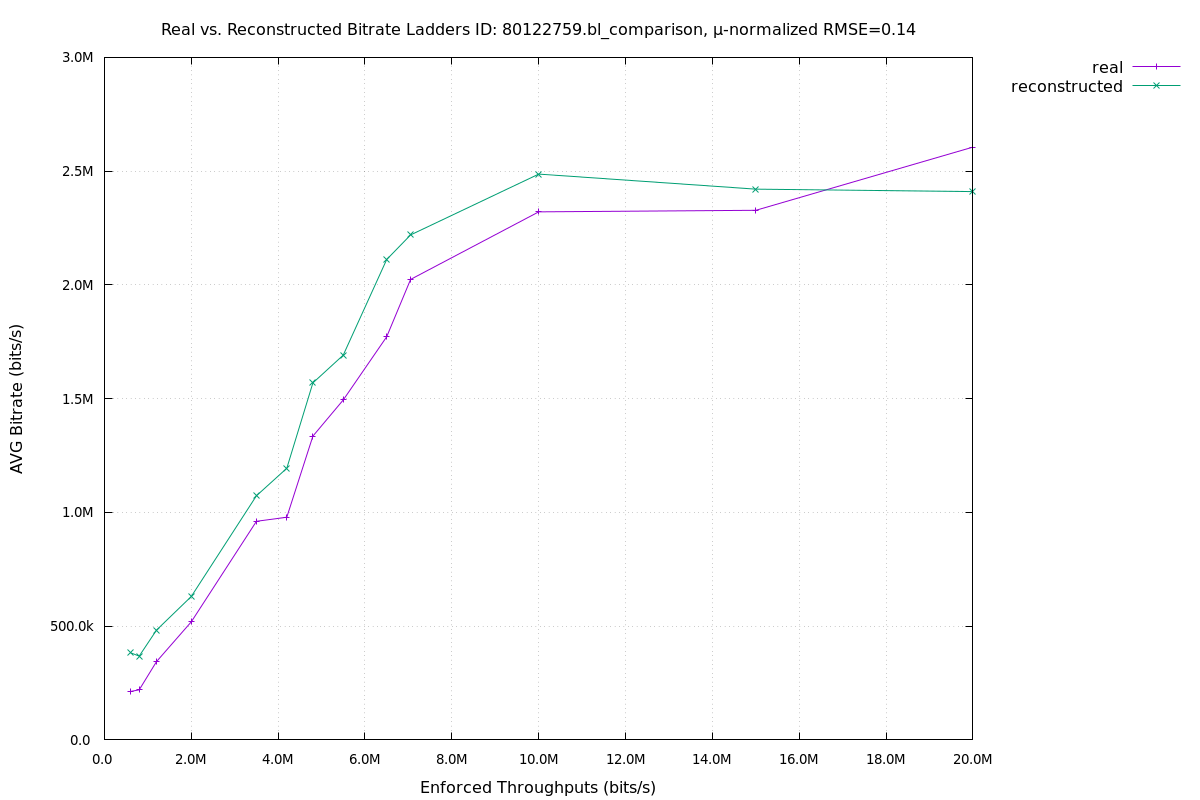 Real vs. Reconstructed Bitrate Ladders ID: 80122759.bl_comparison, μ-normalized RMSE=0.14
real
reconstructed
3.0M
2.5M
2.0M
1.5M
1.0M
500.0k
0.0
AVG Bitrate (bits/s)
0.0 2.0M 4.0M 6.0M 8.0M 10.0M 12.0M 14.0M 16.0M 18.0M 20.0M
Enforced Throughputs (bits/s)